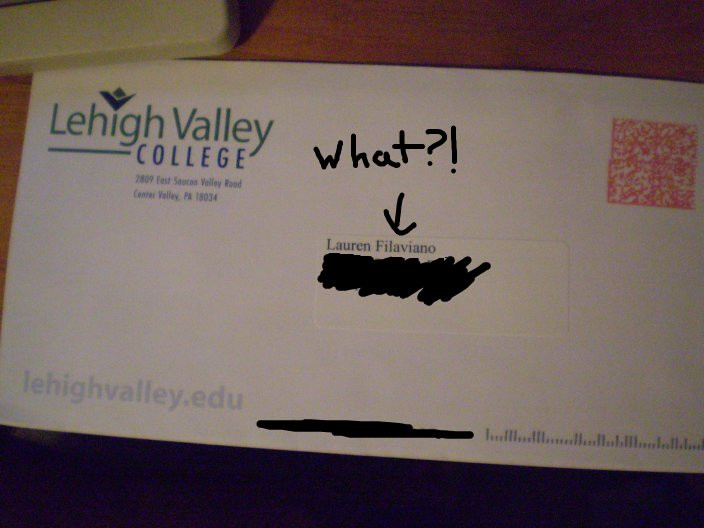 Lehigh Valley
COLLEGE
2809 East Saucon Valley Road
Center Valley, PA 18034
what?!
Lauren Filaviano
lehighvalley.edu